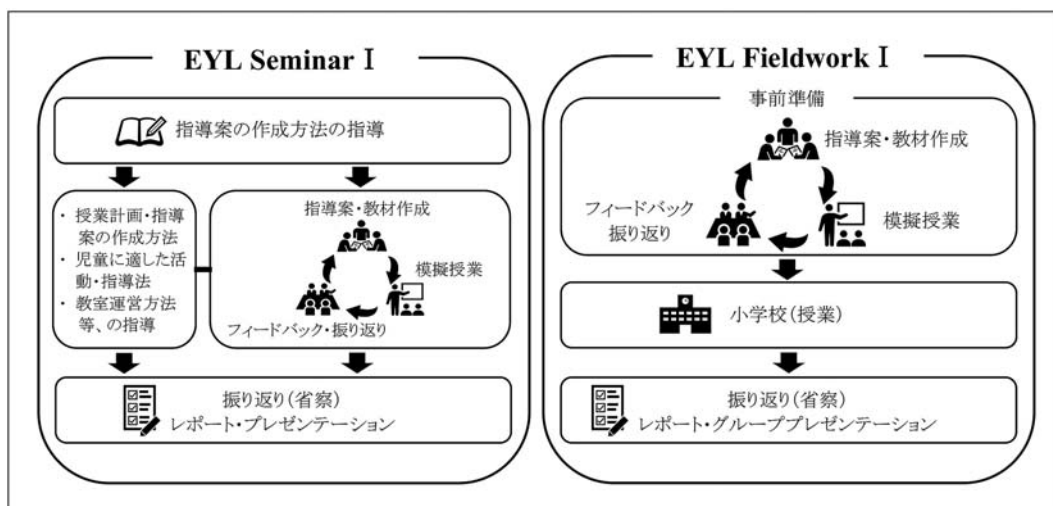 EYL Seminar Ⅰ
指導案の作成方法の指導
・ 授業計画・指導
案の作成方法
・ 児童に適した活
動・指導法
・ 教室運営方法
等、の指導
指導案・教材作成
模擬授業
フィードバック・振り返り
振り返り(省察)
レポート・プレゼンテーション
EYL Fieldwork Ⅰ
事前準備
指導案・教材作成
フィードバック
振り返り
模擬授業
小学校(授業)
振り返り(省察)
レポート・グループプレゼンテーション